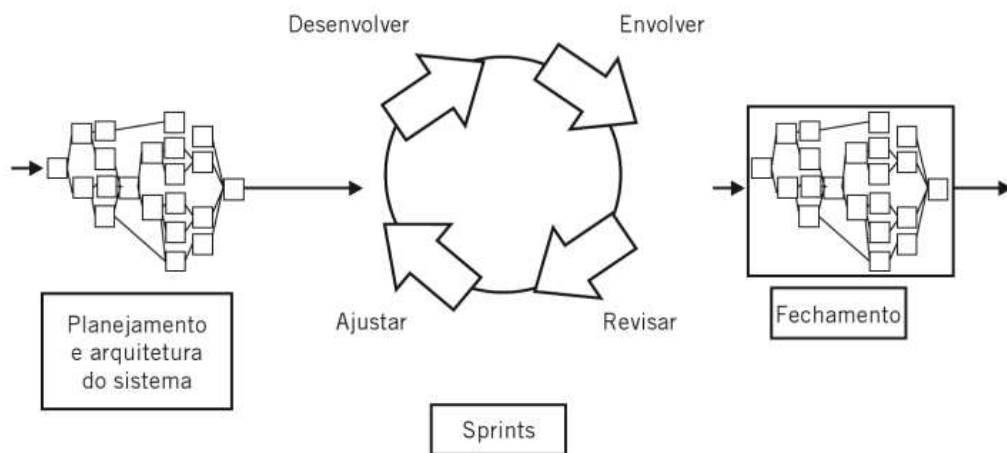 Desenvolver
Envolver
Ajustar
Revisar
Planejamento
e arquitetura
do sistema
Fechamento
Sprints